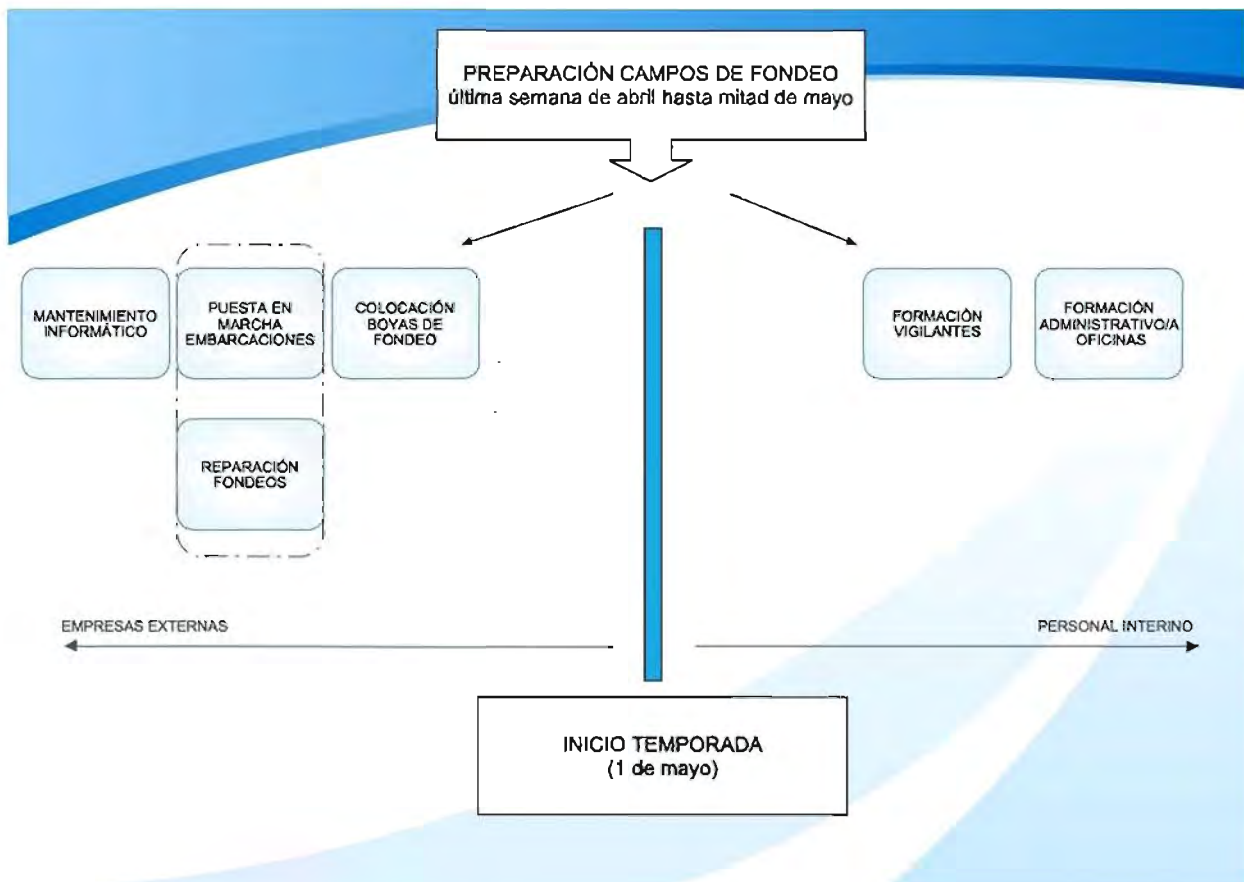 PREPARACIÓN CAMPOS DE FONDEO
última semana de abril hasta mitad de mayo
MANTENIMIENTO
INFORMÁTICO
PUESTA EN
MARCHA
EMBARCACIONES
COLOCACIÓN
BOYAS DE
FONDEO
FORMACIÓN
VIGILANTES
FORMACIÓN
ADMINISTRATIVO/A
OFICINAS
REPARACIÓN
FONDEOS
EMPRESAS EXTERNAS
PERSONAL INTERINO
INICIO TEMPORADA
(1 de mayo)